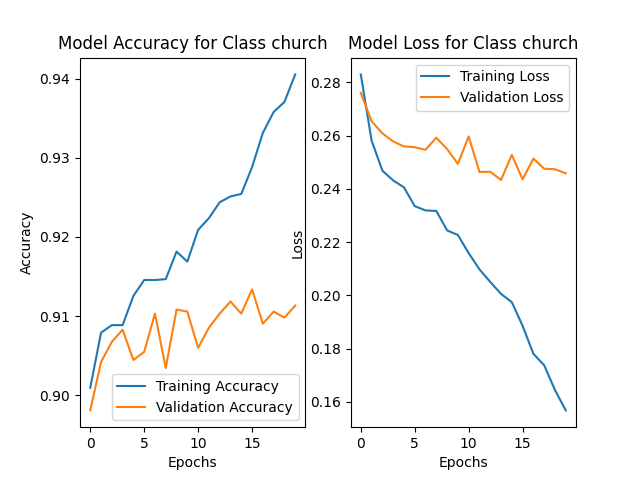 Model Accuracy for Class church
0.94
0.93
0.92
0.91
0.90
Accuracy
Training Accuracy
Validation Accuracy
0 5 10 15
Epochs
Model Loss for Class church
Training Loss
Validation Loss
0.28
0.26
0.24
0.22
0.20
0.18
0.16
Loss
0 5 10 15
Epochs